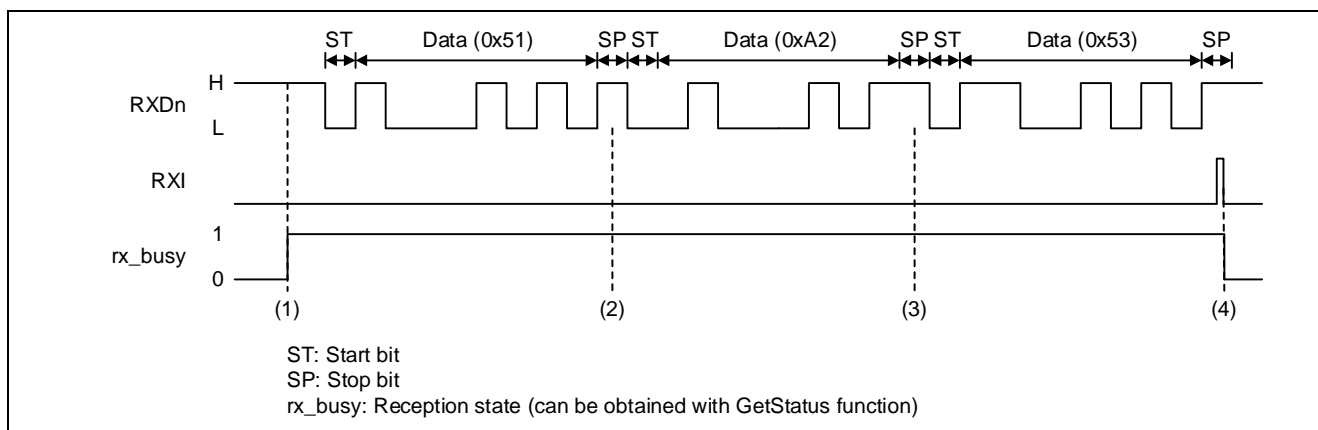 ST Data (0x51) SP ST Data (0xA2) SP ST Data (0x53) SP
H
RXDn
L
RXI
1
rx_busy
0
(1) (2) (3) (4)
ST: Start bit
SP: Stop bit
rx_busy: Reception state (can be obtained with GetStatus function)